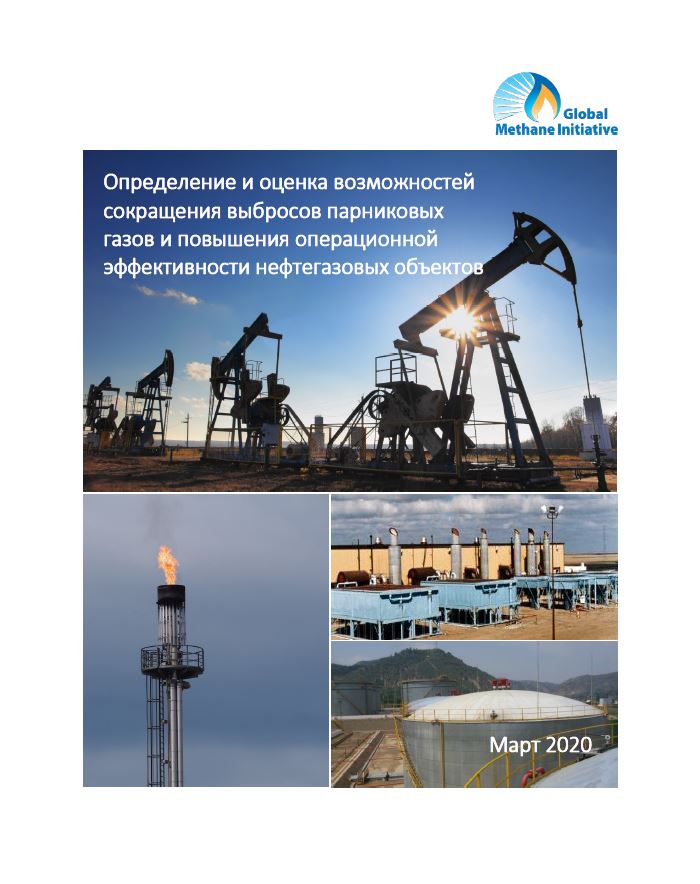 Global
Methane Initiative
Определение и оценка возможностей
сокращения выбросов парниковых
газов и повышения операционной
эффективности нефтегазовых объектов
Март 2020